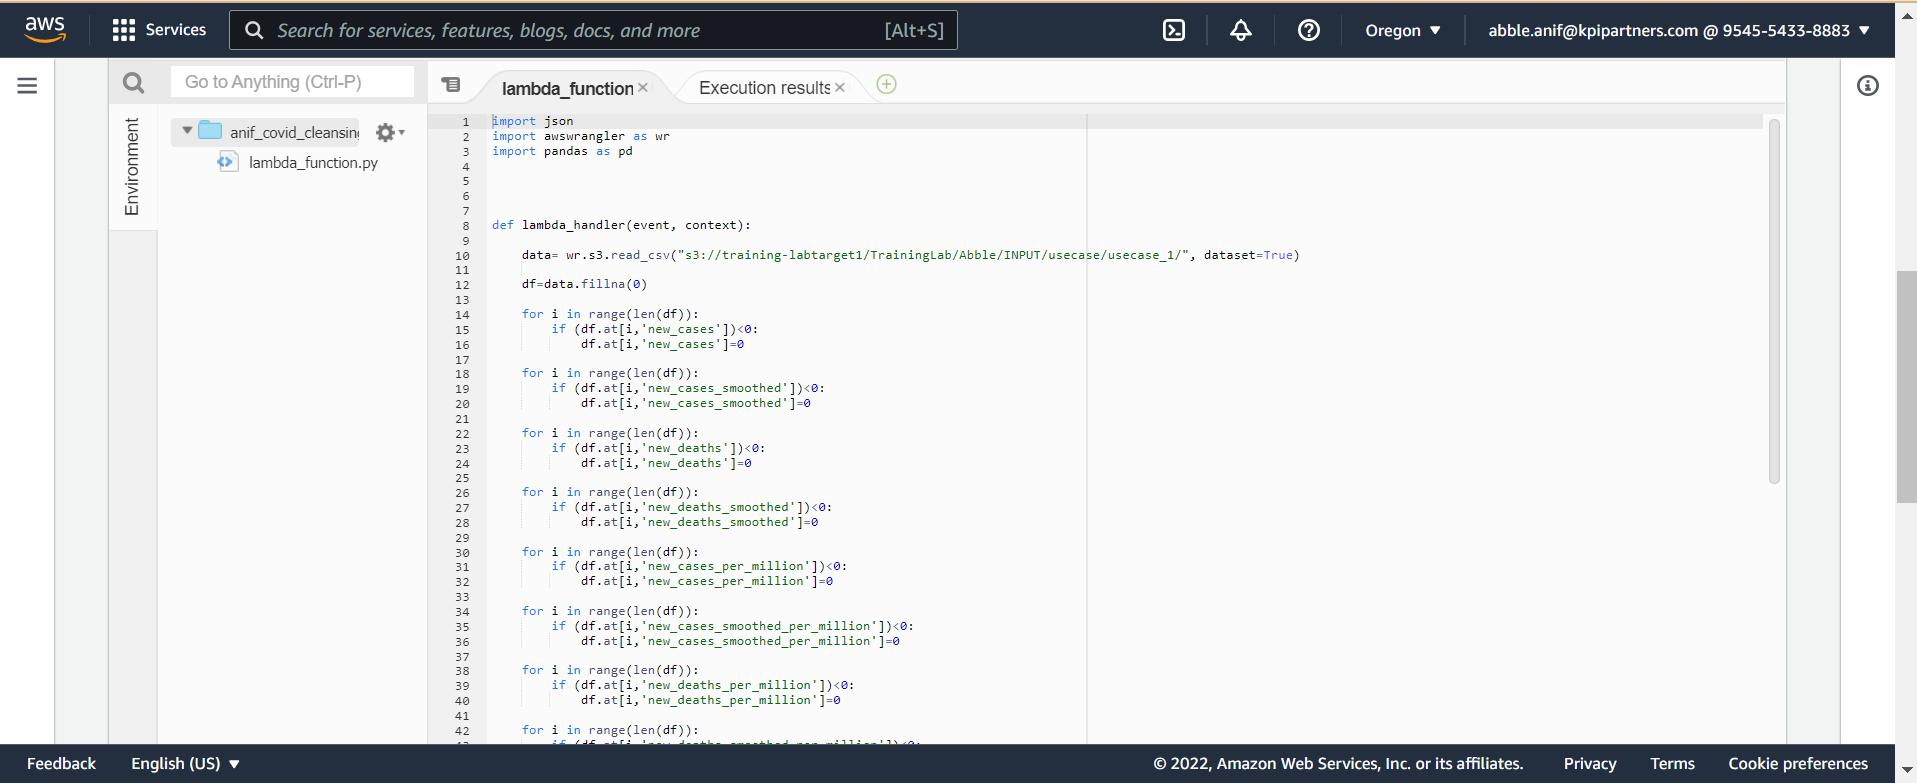 aws
Services
Search for services, features, blogs, docs, and more
[Alt+S]
Oregon
abble.anif@kpipartners.com @ 9545-5433-8883
Go to Anything (Ctrl-P)
lambda_function
Execution results
Environment
anif_covid_cleansing
lambda_function.py
1 import json
2 import awswrangler as wr
3 import pandas as pd
4
5
6
7
8 def lambda_handler(event, context):
9
10 data= wr.s3.read_csv("s3://training-labtarget1/TrainingLab/Abble/INPUT/usecase/usecase_1/", dataset=True)
11
12 df=data.fillna(0)
13
14 for i in range(len(df)):
15 if (df.at[i,'new_cases'])<0:
16 df.at[i,'new_cases']=0
17
18 for i in range(len(df)):
19 if (df.at[i,'new_cases_smoothed'])<0:
20 df.at[i,'new_cases_smoothed']=0
21
22 for i in range(len(df)):
23 if (df.at[i,'new_deaths'])<0:
24 df.at[i,'new_deaths']=0
25
26 for i in range(len(df)):
27 if (df.at[i,'new_deaths_smoothed'])<0:
28 df.at[i,'new_deaths_smoothed']=0
29
30 for i in range(len(df)):
31 if (df.at[i,'new_cases_per_million'])<0:
32 df.at[i,'new_cases_per_million']=0
33
34 for i in range(len(df)):
35 if (df.at[i,'new_cases_smoothed_per_million'])<0:
36 df.at[i,'new_cases_smoothed_per_million']=0
37
38 for i in range(len(df)):
39 if (df.at[i,'new_deaths_per_million'])<0:
40 df.at[i,'new_deaths_per_million']=0
41
42 for i in range(len(df)):
Feedback
English (US)
© 2022, Amazon Web Services, Inc. or its affiliates.
Privacy
Terms
Cookie preferences